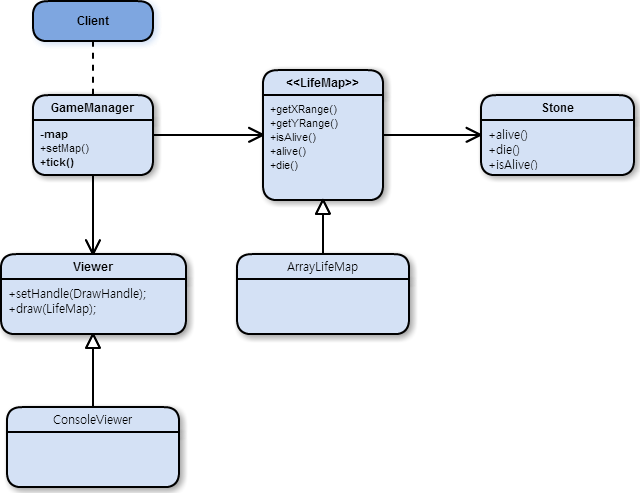 Client
GameManager
-map
+setMap()
+tick()
<<LifeMap>>
+getXRange()
+getYRange()
+isAlive()
+alive()
+die()
Stone
+alive()
+die()
+isAlive()
Viewer
+setHandle(DrawHandle);
+draw(LifeMap);
ArrayLifeMap
ConsoleViewer